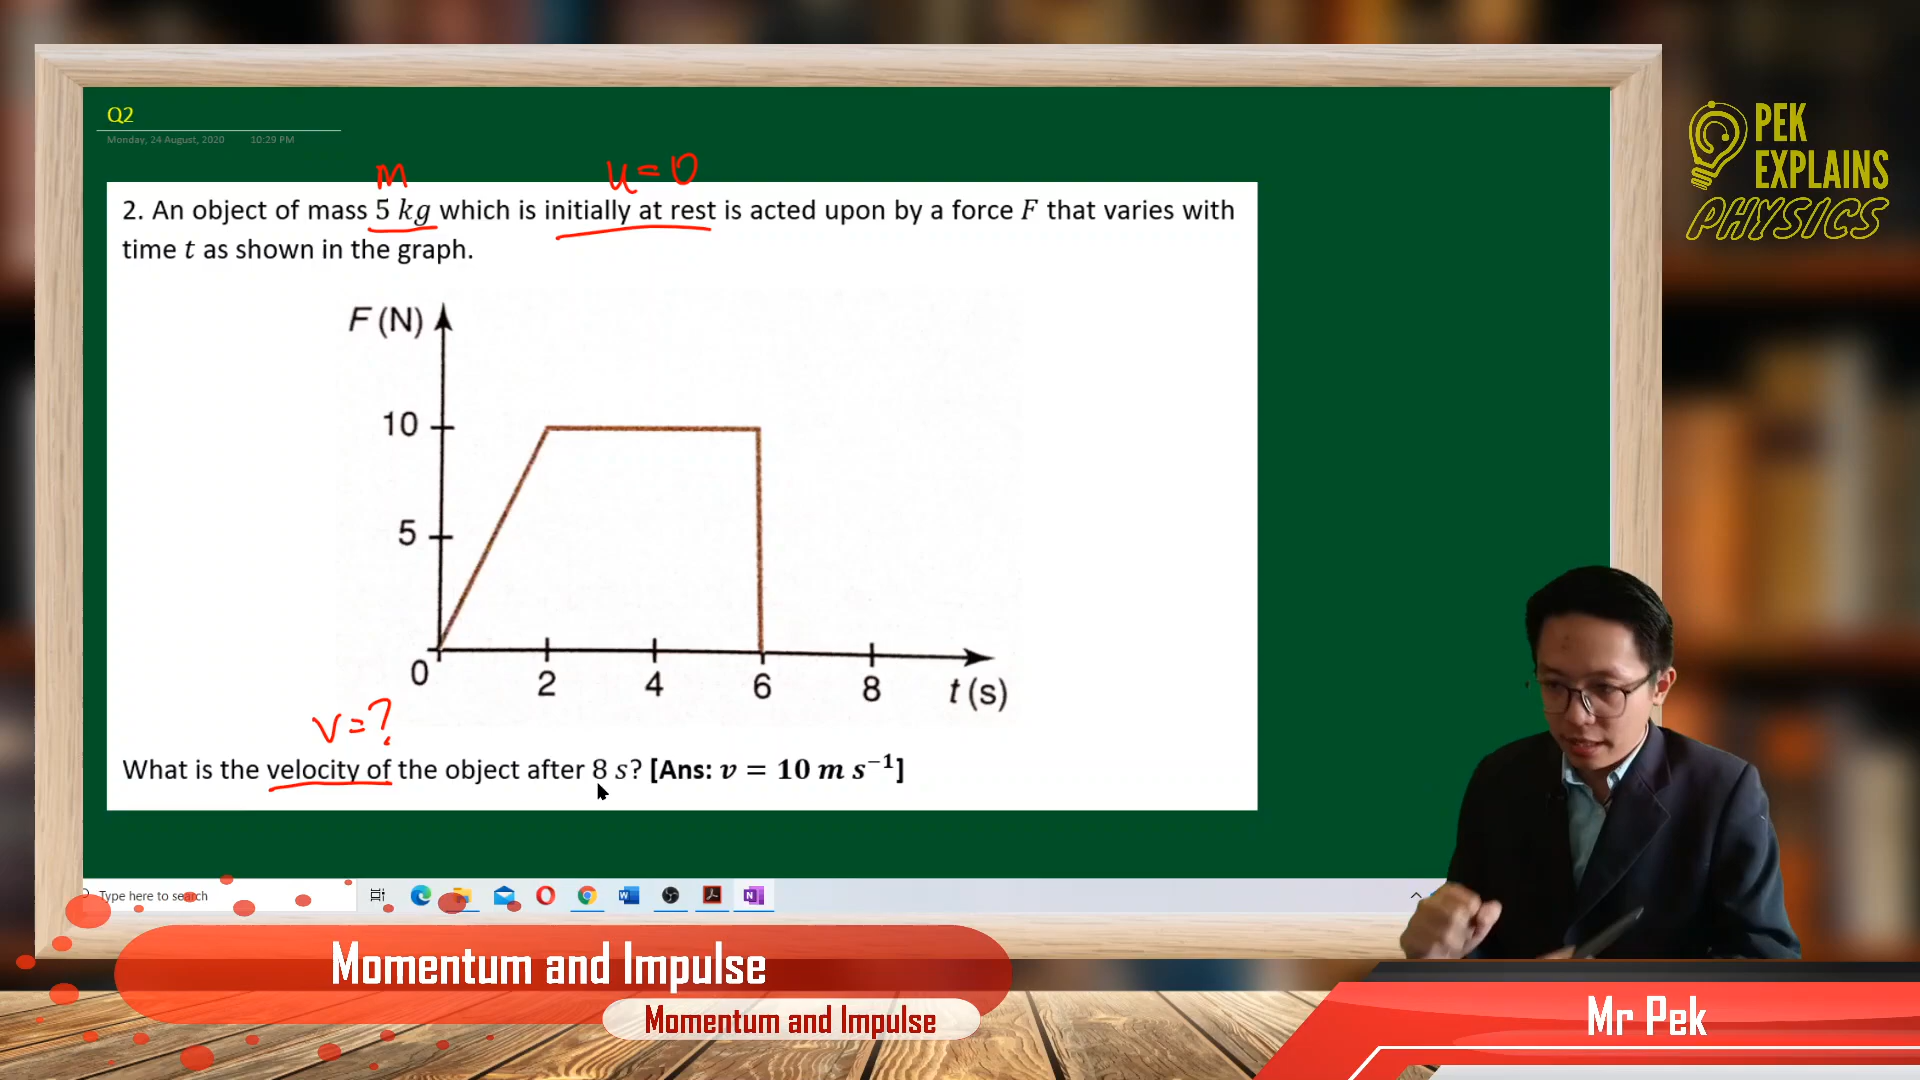 Q2
Monday, 24 August, 2020 10:29 PM
PEK
EXPLAINS
PHYSICS
m
u = 0
2. An object of mass 5 kg which is initially at rest is acted upon by a force F that varies with
time t as shown in the graph.
F (N)
10
5
0
2 4 6 8 t (s)
v = ?
What is the velocity of the object after 8 s? [Ans: v = 10 m s⁻¹]
Type here to search
Momentum and Impulse
Momentum and Impulse
Mr Pek